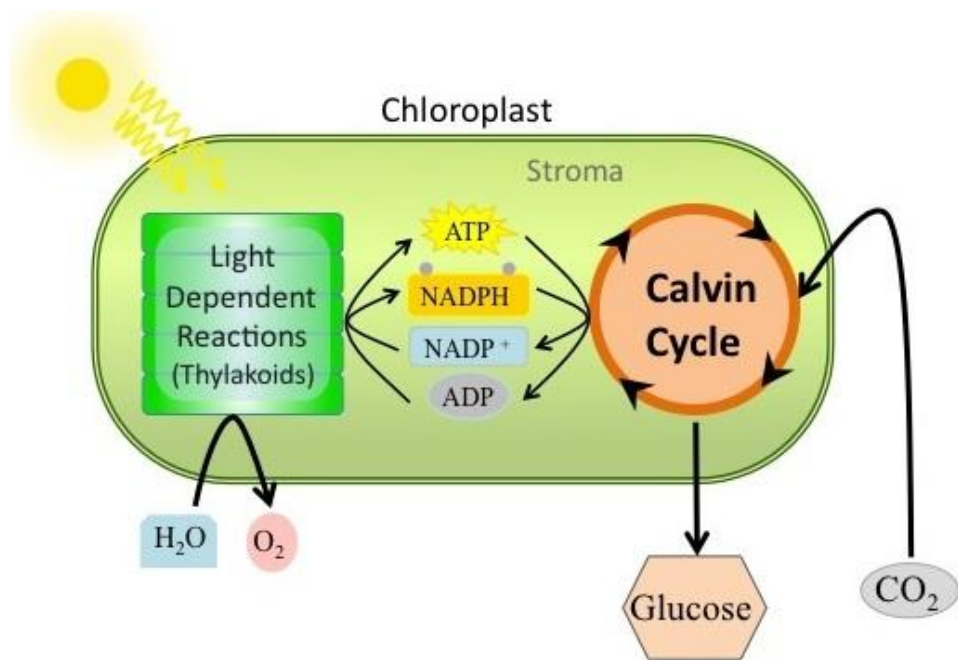 Chloroplast
Stroma
Light
Dependent
Reactions
(Thylakoids)
ATP
NADPH
NADP⁺
ADP
Calvin
Cycle
H₂O
O₂
Glucose
CO₂